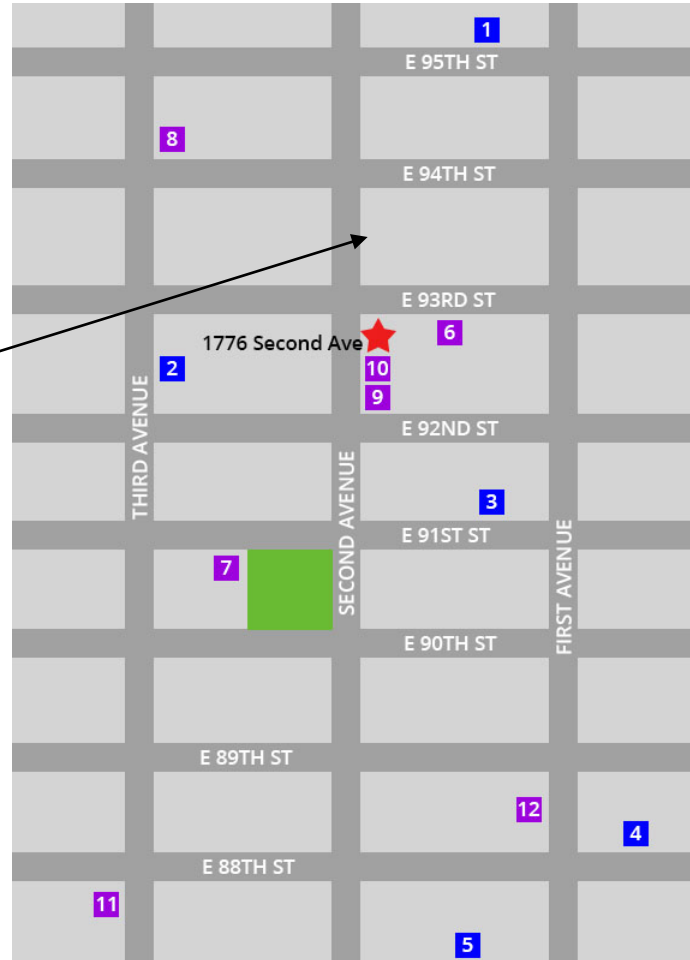 1
E 95TH ST
8
E 94TH ST
E 93RD ST
1776 Second Ave
6
2
10
9
E 92ND ST
THIRD AVENUE
SECOND AVENUE
3
E 91ST ST
FIRST AVENUE
7
E 90TH ST
E 89TH ST
12
4
E 88TH ST
11
5